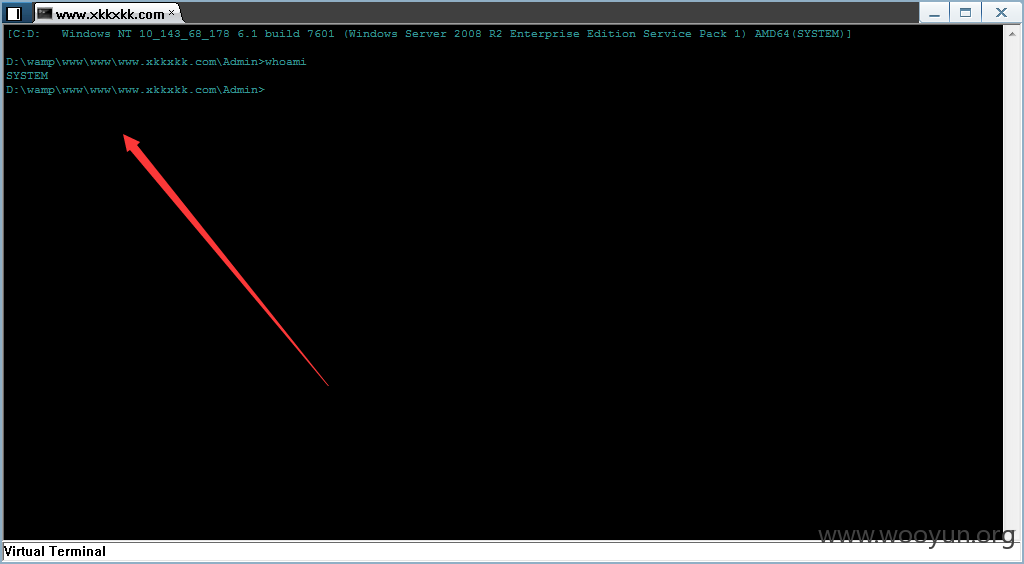 www.xkkxkk.com
[C:D:   Windows NT 10_143_68_178 6.1 build 7601 (Windows Server 2008 R2 Enterprise Edition Service Pack 1) AMD64(SYSTEM)]
D:\wamp\www\www\www.xkkxkk.com\Admin>whoami
SYSTEM
D:\wamp\www\www\www.xkkxkk.com\Admin>
www.wooyun.org
Virtual Terminal